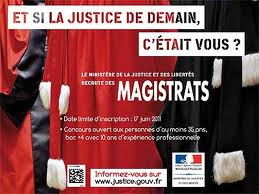 ET SI LA JUSTICE DE DEMAIN,
C'ÉTAIT VOUS ?
LE MINISTÈRE DE LA JUSTICE ET DES LIBERTÉS
RECRUTE DES MAGISTRATS
• Date limite d'inscription : 17 juin 2011
• Concours ouvert aux personnes d'au moins 35 ans,
bac +4 avec 10 ans d'expérience professionnelle
Informez-vous sur
www.justice.gouv.fr